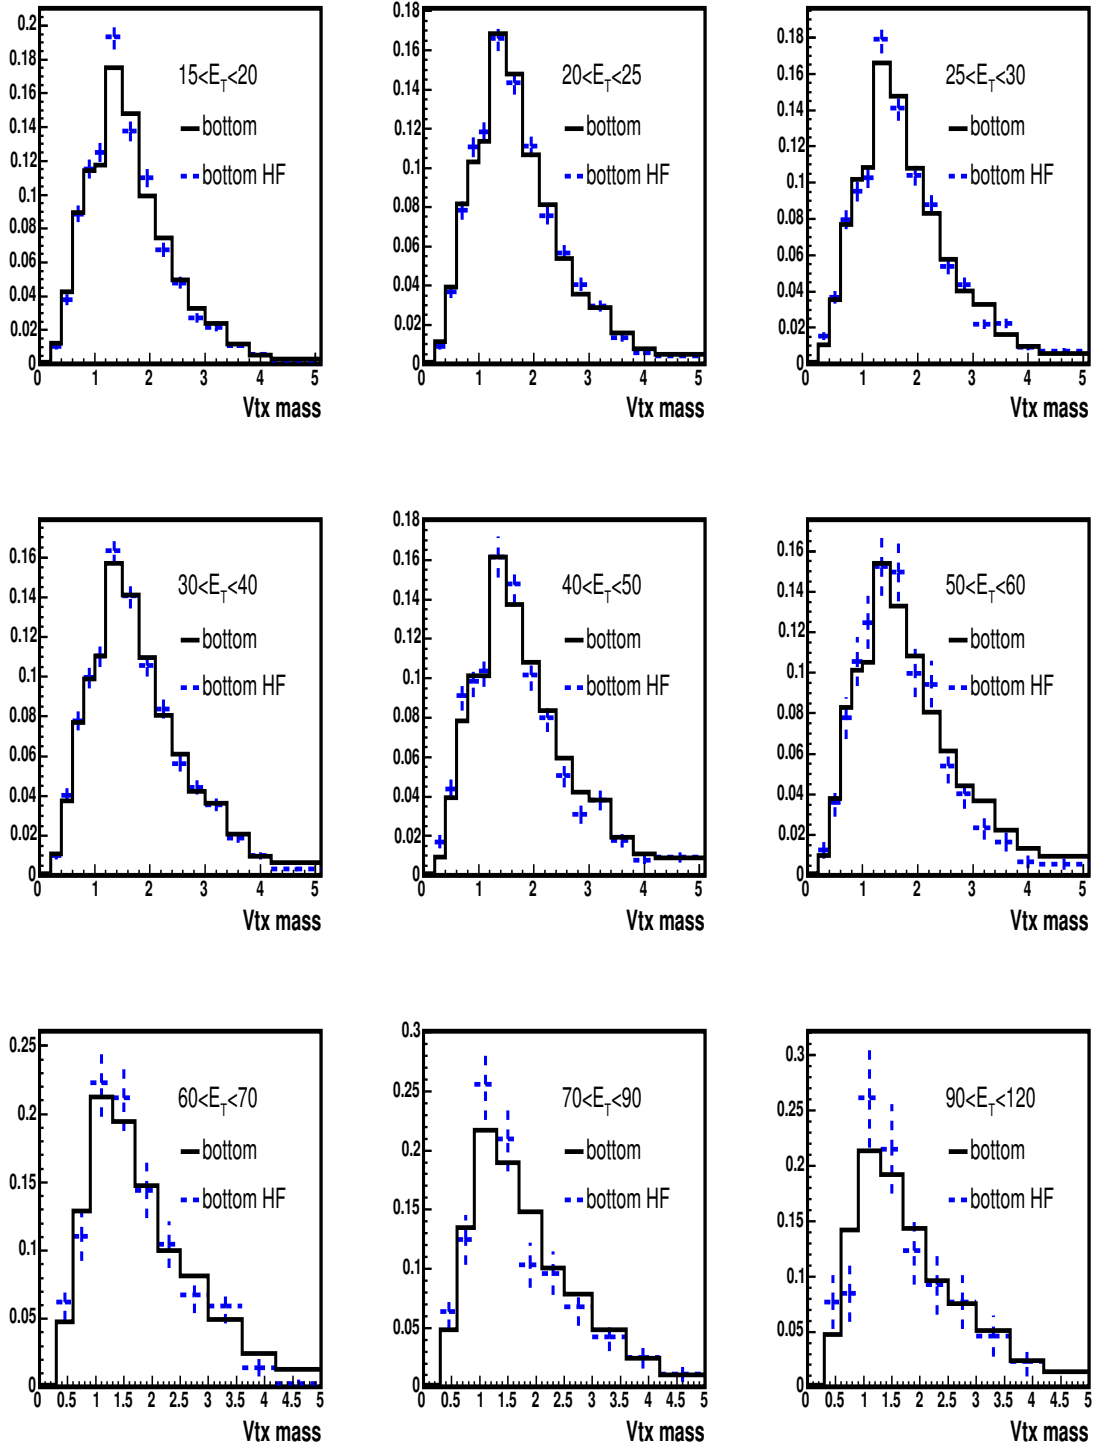 0.2
0.18
0.16
0.14
0.12
0.1
0.08
0.06
0.04
0.02
0
15<E_T<20
bottom
bottom HF
0 1 2 3 4 5
Vtx mass
0.18
0.16
0.14
0.12
0.1
0.08
0.06
0.04
0.02
0
20<E_T<25
bottom
bottom HF
0 1 2 3 4 5
Vtx mass
0.18
0.16
0.14
0.12
0.1
0.08
0.06
0.04
0.02
0
25<E_T<30
bottom
bottom HF
0 1 2 3 4 5
Vtx mass
0.16
0.14
0.12
0.1
0.08
0.06
0.04
0.02
0
30<E_T<40
bottom
bottom HF
0 1 2 3 4 5
Vtx mass
0.18
0.16
0.14
0.12
0.1
0.08
0.06
0.04
0.02
0
40<E_T<50
bottom
bottom HF
0 1 2 3 4 5
Vtx mass
0.16
0.14
0.12
0.1
0.08
0.06
0.04
0.02
0
50<E_T<60
bottom
bottom HF
0 1 2 3 4 5
Vtx mass
0.25
0.2
0.15
0.1
0.05
0
60<E_T<70
bottom
bottom HF
0 0.5 1 1.5 2 2.5 3 3.5 4 4.5 5
Vtx mass
0.3
0.25
0.2
0.15
0.1
0.05
0
70<E_T<90
bottom
bottom HF
0 0.5 1 1.5 2 2.5 3 3.5 4 4.5 5
Vtx mass
0.3
0.25
0.2
0.15
0.1
0.05
0
90<E_T<120
bottom
bottom HF
0 0.5 1 1.5 2 2.5 3 3.5 4 4.5 5
Vtx mass